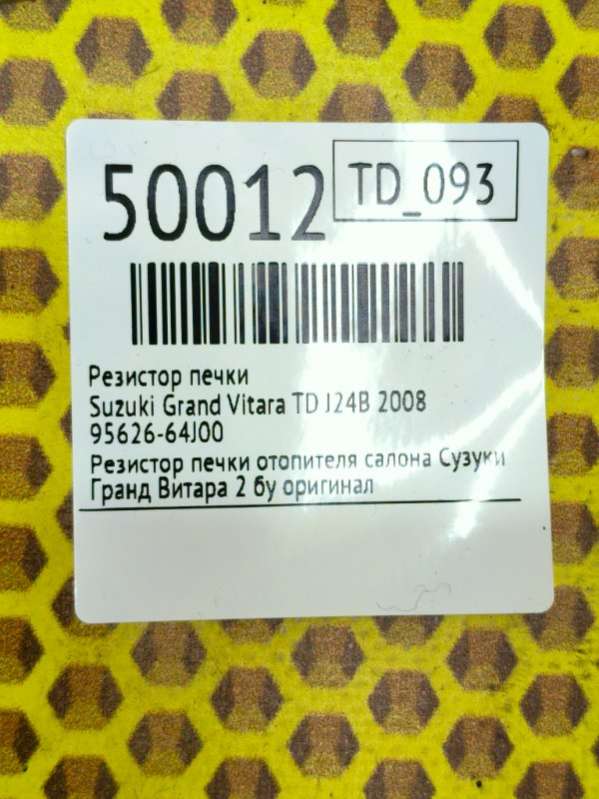 50012 TD_093
Резистор печки
Suzuki Grand Vitara TD J24B 2008
95626-64J00
Резистор печки отопителя салона Сузуки
Гранд Витара 2 бу оригинал